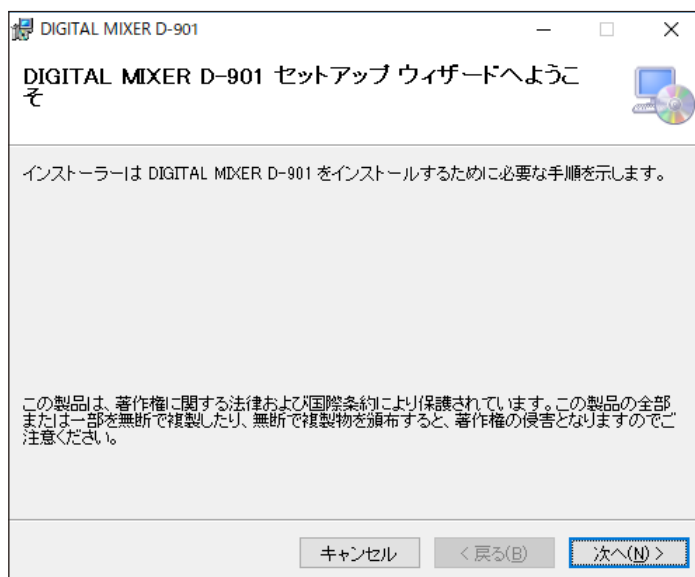 DIGITAL MIXER D-901
DIGITAL MIXER D-901 セットアップ ウィザードへようこ
そ
インストーラーは DIGITAL MIXER D-901 をインストールするために必要な手順を示します。
この製品は、著作権に関する法律および国際条約により保護されています。この製品の全部
または一部を無断で複製したり、無断で複製物を頒布すると、著作権の侵害となりますのでご
注意ください。
キャンセル
< 戻る(B)
次へ(N) >